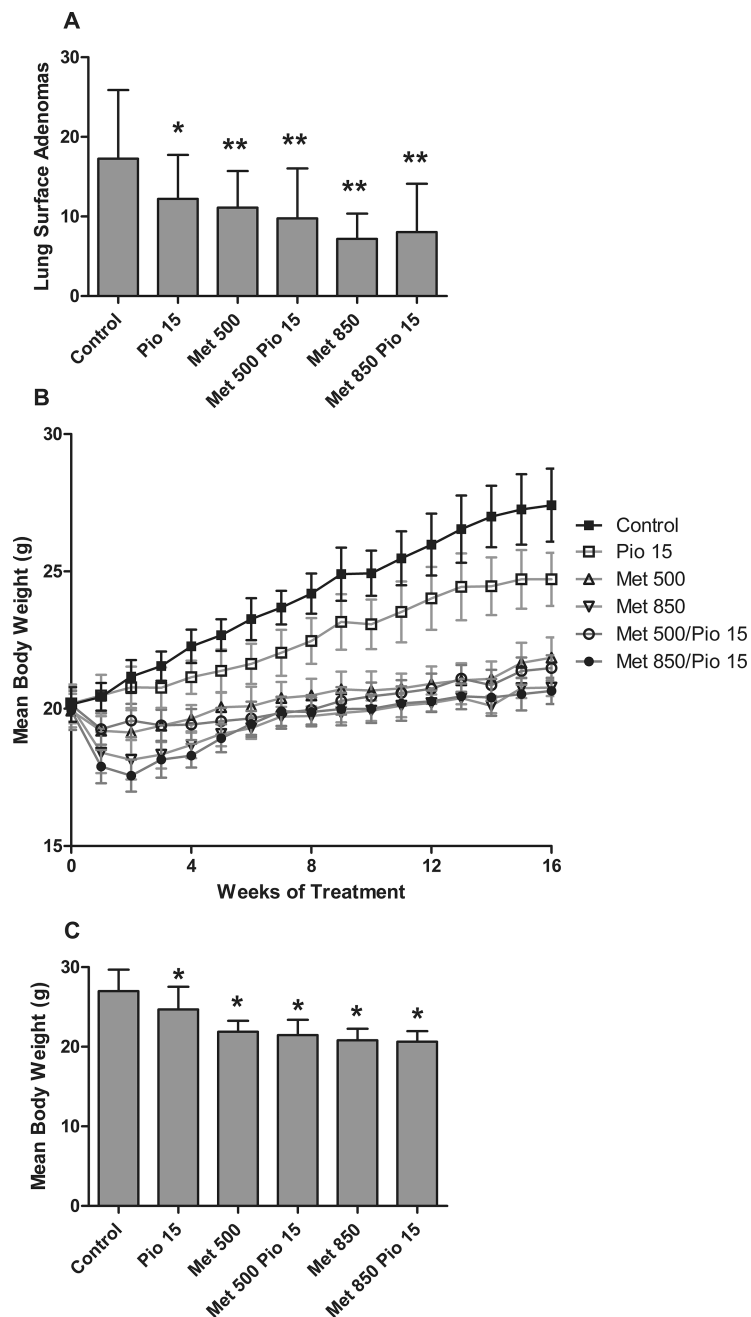 A
Lung Surface Adenomas
30
20
10
0
*
**
**
**
**
Control
Pio 15
Met 500
Met 500 Pio 15
Met 850
Met 850 Pio 15
B
Mean Body Weight (g)
30
25
20
15
0
4
8
12
16
Weeks of Treatment
Control
Pio 15
Met 500
Met 850
Met 500/Pio 15
Met 850/Pio 15
C
Mean Body Weight (g)
30
20
10
0
*
*
*
*
*
Control
Pio 15
Met 500
Met 500 Pio 15
Met 850
Met 850 Pio 15